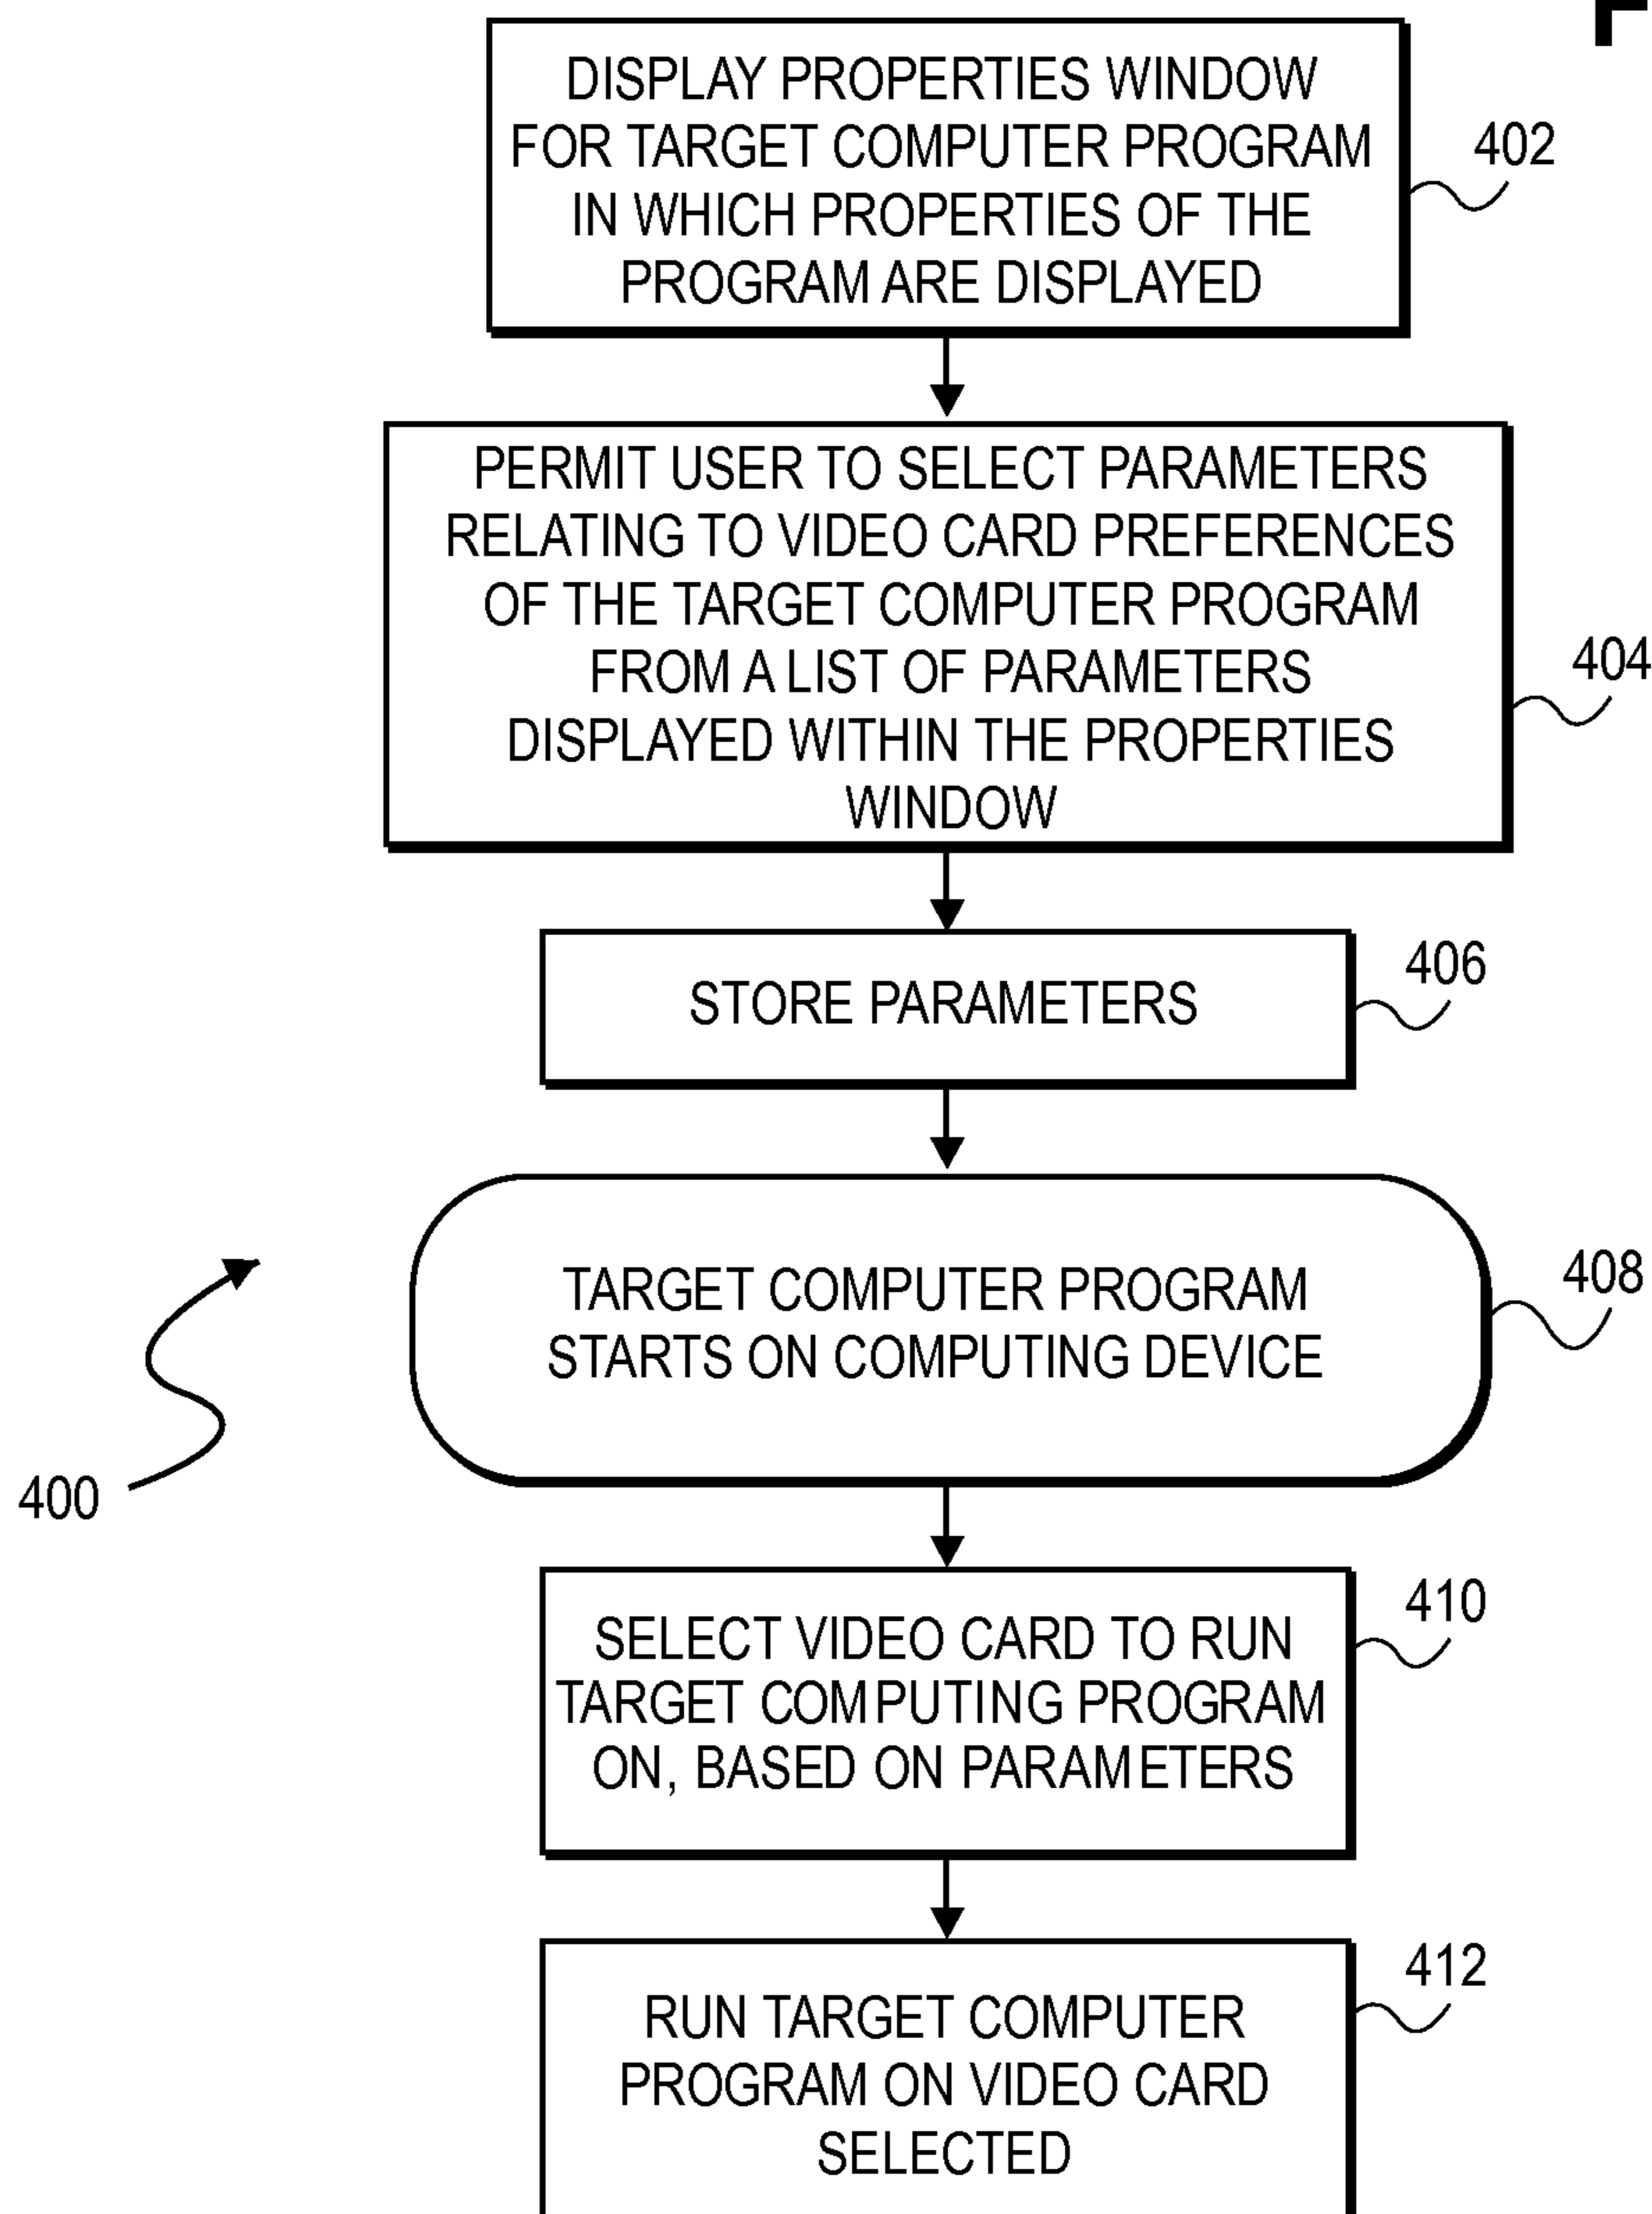 DISPLAY PROPERTIES WINDOW
FOR TARGET COMPUTER PROGRAM
IN WHICH PROPERTIES OF THE
PROGRAM ARE DISPLAYED
402
PERMIT USER TO SELECT PARAMETERS
RELATING TO VIDEO CARD PREFERENCES
OF THE TARGET COMPUTER PROGRAM
FROM A LIST OF PARAMETERS
DISPLAYED WITHIN THE PROPERTIES
WINDOW
404
STORE PARAMETERS
406
TARGET COMPUTER PROGRAM
STARTS ON COMPUTING DEVICE
408
400
SELECT VIDEO CARD TO RUN
TARGET COMPUTING PROGRAM
ON, BASED ON PARAMETERS
410
RUN TARGET COMPUTER
PROGRAM ON VIDEO CARD
SELECTED
412